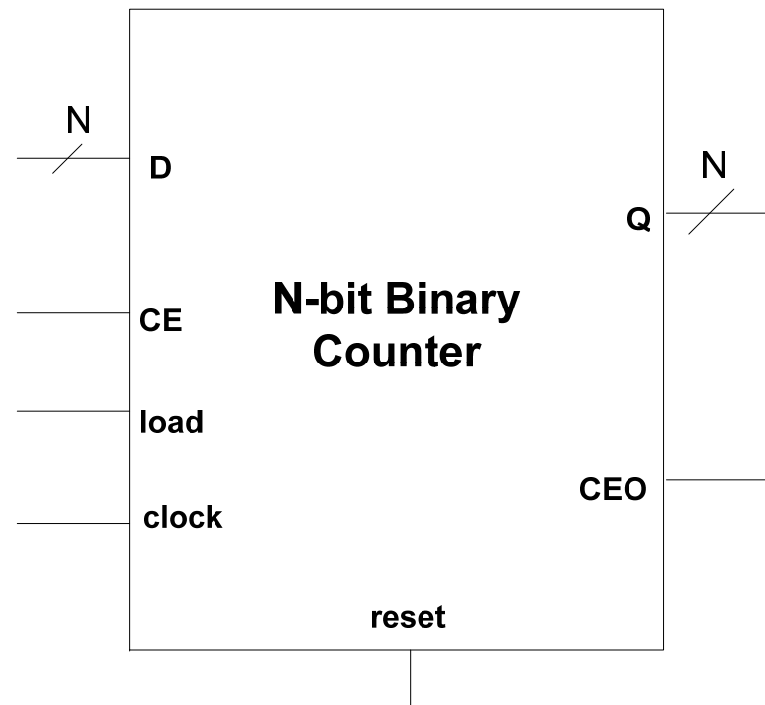 N
D
N
Q
N-bit Binary
Counter
CE
load
CEO
clock
reset